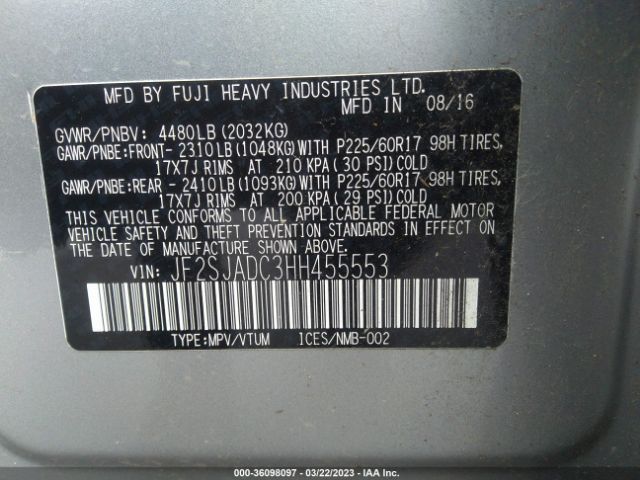 MFD BY FUJI HEAVY INDUSTRIES LTD.
MFD IN 08/16
GVWR/PNBV: 4480LB(2032KG)
GAWR/PNBE:FRONT- 2310LB(1048KG)WITH P225/60R17 98H TIRES,
17X7J RIMS AT 210 KPA(30 PSI)COLD
GAWR/PNBE:REAR - 2410LB(1093KG)WITH P225/60R17 98H TIRES,
17X7J RIMS AT 200 KPA(29 PSI)COLD
THIS VEHICLE CONFORMS TO ALL APPLICABLE FEDERAL MOTOR
VEHICLE SAFETY AND THEFT PREVENTION STANDARDS IN EFFECT ON
THE DATE OF MANUFACTURE SHOWN ABOVE.
VIN: JF2SJADC3HH455553
TYPE:MPV/VTUM ICES/NMB-002
000-36098097 - 03/22/2023 - IAA Inc.